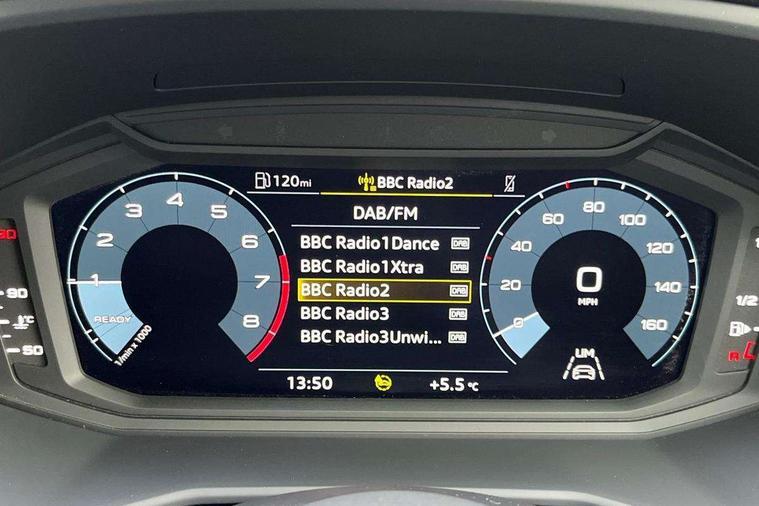 120mi
BBC Radio2
DAB/FM
BBC Radio1Dance DAB
BBC Radio1Xtra DAB
BBC Radio2 DAB
BBC Radio3 DAB
BBC Radio3Unwi... DAB
1 2 3 4 5 6 7 8
READY
1/min x 1000
0 20 40 60 80 100 120 140 160
0
MPH
LIM
13:50
+5.5 °C
90
°C
50
1/2
R